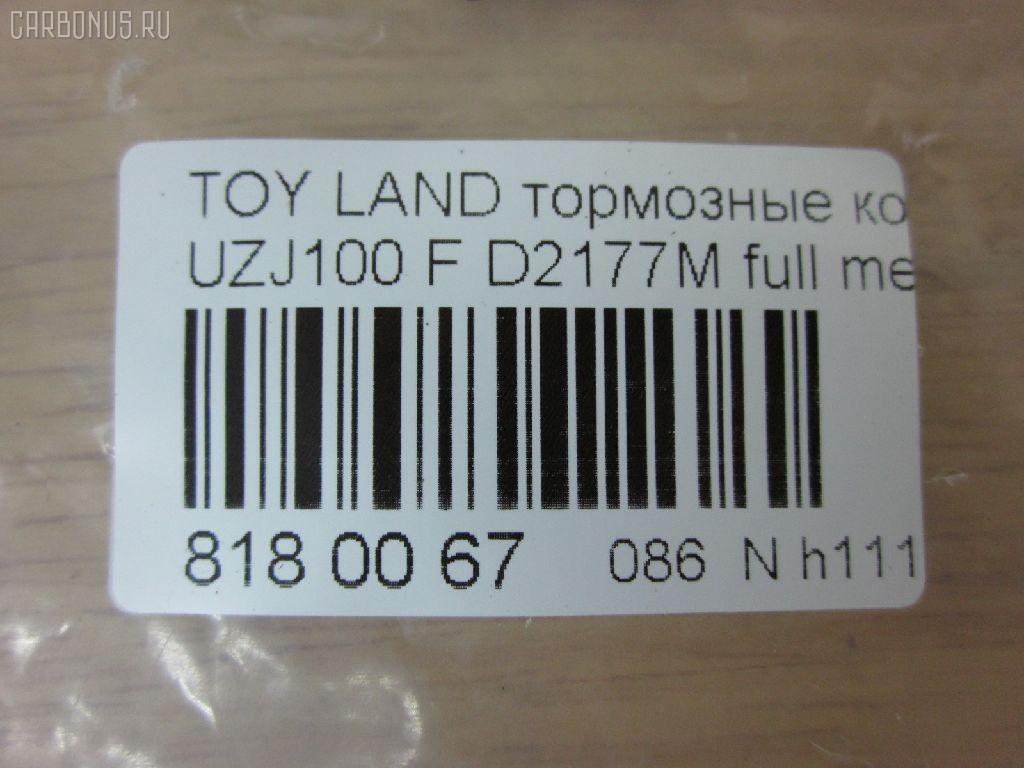 CARBONUS.RU
TOY LAND тормозные ко
UZJ100 F D2177M full me
818 00 67 086 N h111